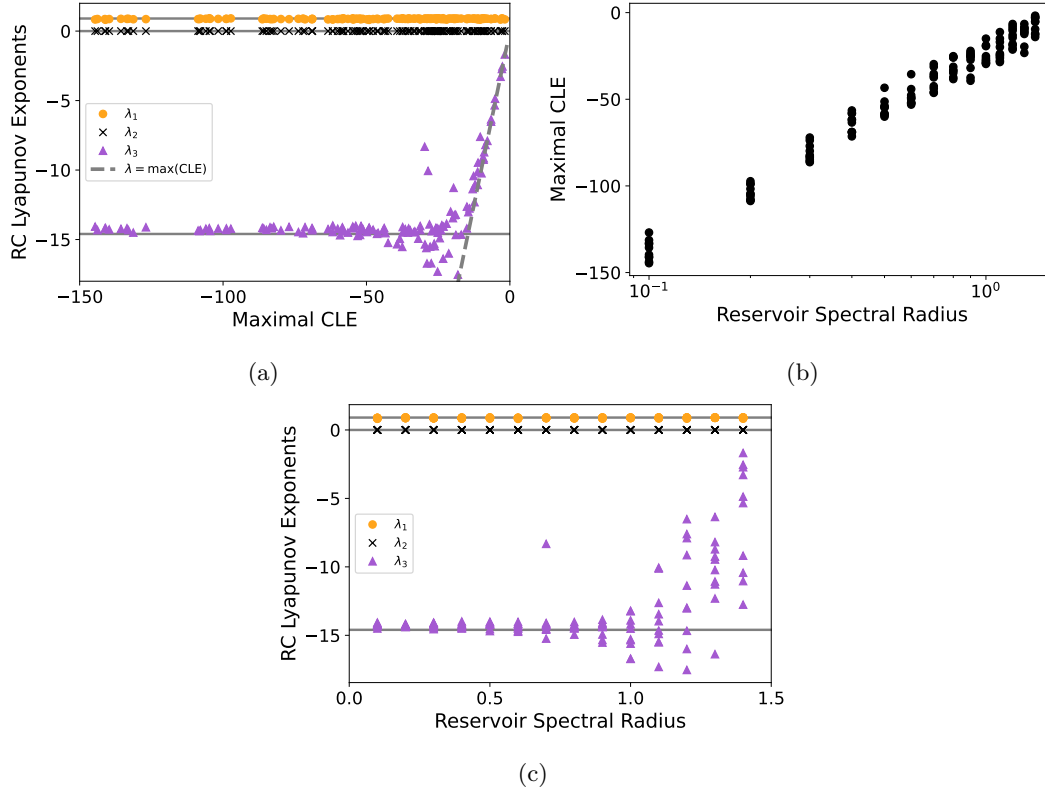 RC Lyapunov Exponents
0
−5
−10
−15
λ₁
λ₂
λ₃
λ = max(CLE)
−150
−100
−50
0
Maximal CLE
(a)
Maximal CLE
0
−50
−100
−150
10⁻¹
10⁰
Reservoir Spectral Radius
(b)
RC Lyapunov Exponents
0
−5
−10
−15
λ₁
λ₂
λ₃
0.0
0.5
1.0
1.5
Reservoir Spectral Radius
(c)